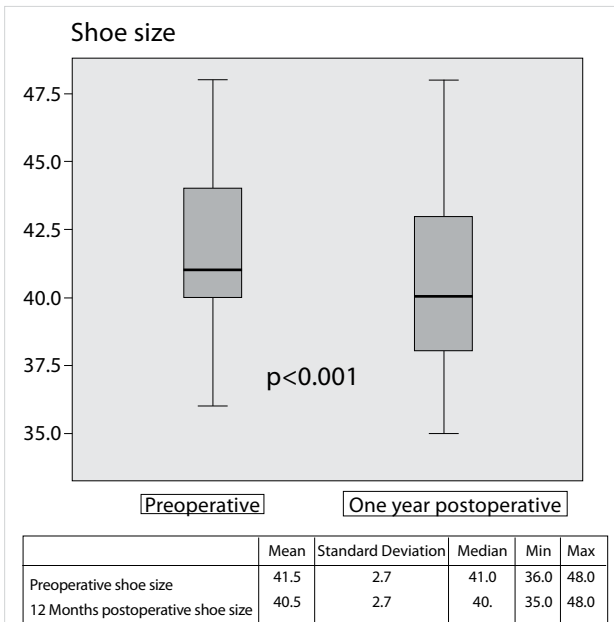 Shoe size
47.5
45.0
42.5
40.0
37.5
p<0.001
35.0
Preoperative One year postoperative
Mean Standard Deviation Median Min Max
Preoperative shoe size 41.5 2.7 41.0 36.0 48.0
12 Months postoperative shoe size 40.5 2.7 40. 35.0 48.0